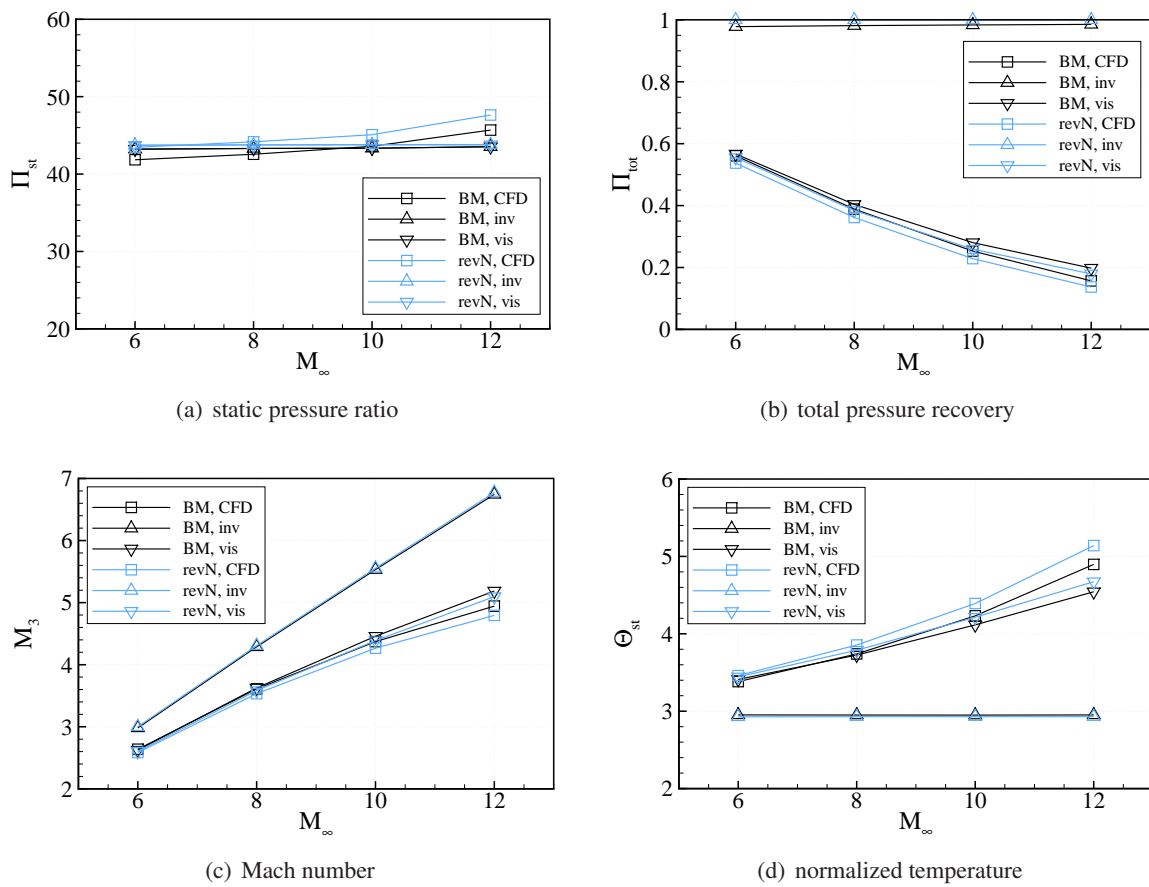 60
50
40
30
20
Π_st
BM, CFD
BM, inv
BM, vis
revN, CFD
revN, inv
revN, vis
6 8 10 12
M_∞
(a) static pressure ratio
1
0.8
0.6
0.4
0.2
0
Π_tot
BM, CFD
BM, inv
BM, vis
revN, CFD
revN, inv
revN, vis
6 8 10 12
M_∞
(b) total pressure recovery
7
6
5
4
3
2
M_3
BM, CFD
BM, inv
BM, vis
revN, CFD
revN, inv
revN, vis
6 8 10 12
M_∞
(c) Mach number
6
5
4
3
2
Θ_st
BM, CFD
BM, inv
BM, vis
revN, CFD
revN, inv
revN, vis
6 8 10 12
M_∞
(d) normalized temperature